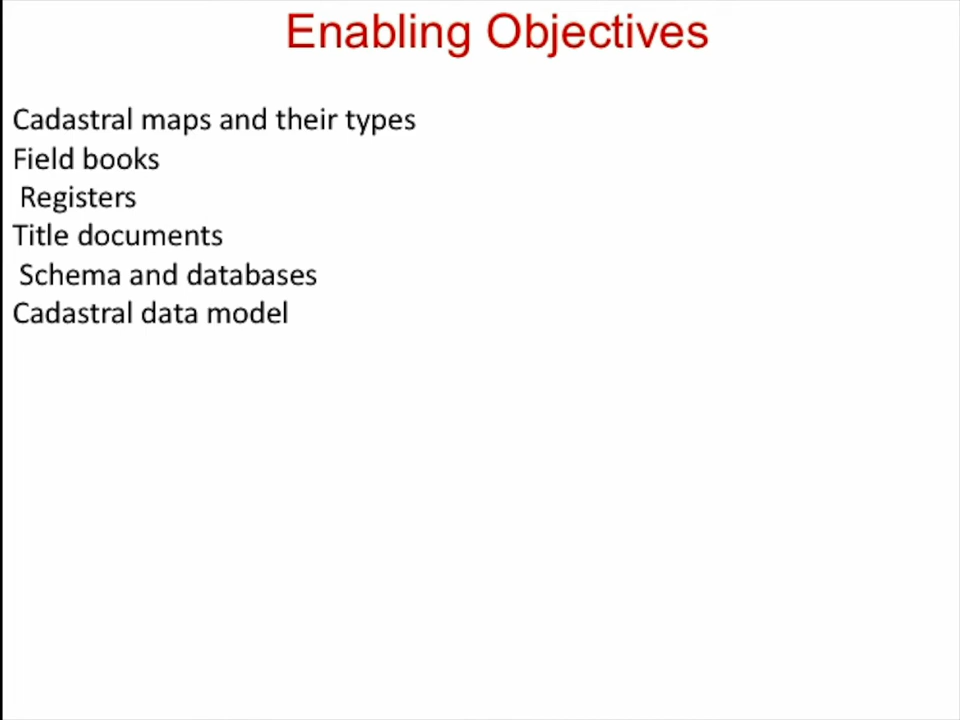 Enabling Objectives
Cadastral maps and their types
Field books
Registers
Title documents
Schema and databases
Cadastral data model